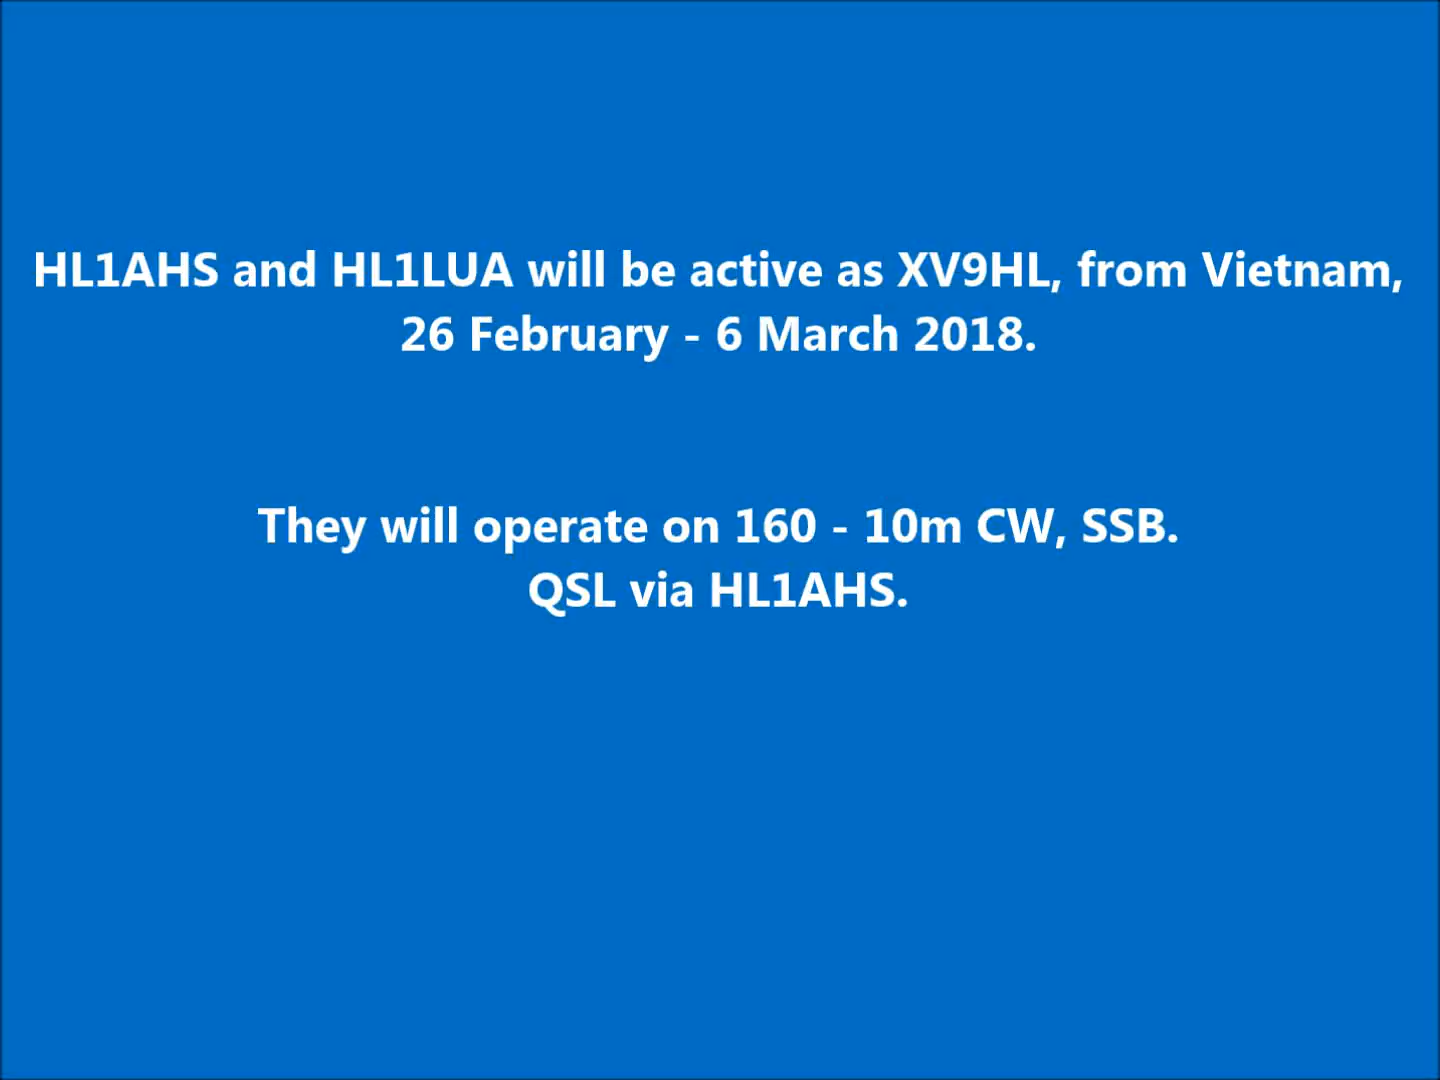 HL1AHS and HL1LUA will be active as XV9HL, from Vietnam,
26 February - 6 March 2018.
They will operate on 160 - 10m CW, SSB.
QSL via HL1AHS.